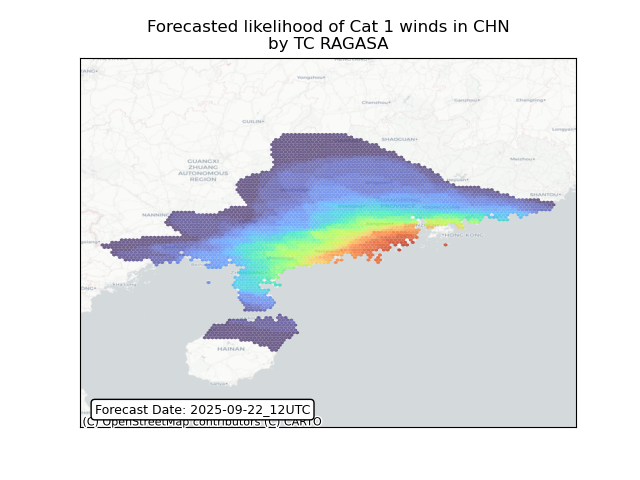 Forecasted likelihood of Cat 1 winds in CHN
by TC RAGASA
GUILIN
SHAOGUAN
GUANGXI
ZHUANG
AUTONOMOUS
REGION
SHANTOU
NANNING
HONG KONG
HAINAN
Forecast Date: 2025-09-22_12UTC
(C) OpenStreetMap contributors (C) CARTO